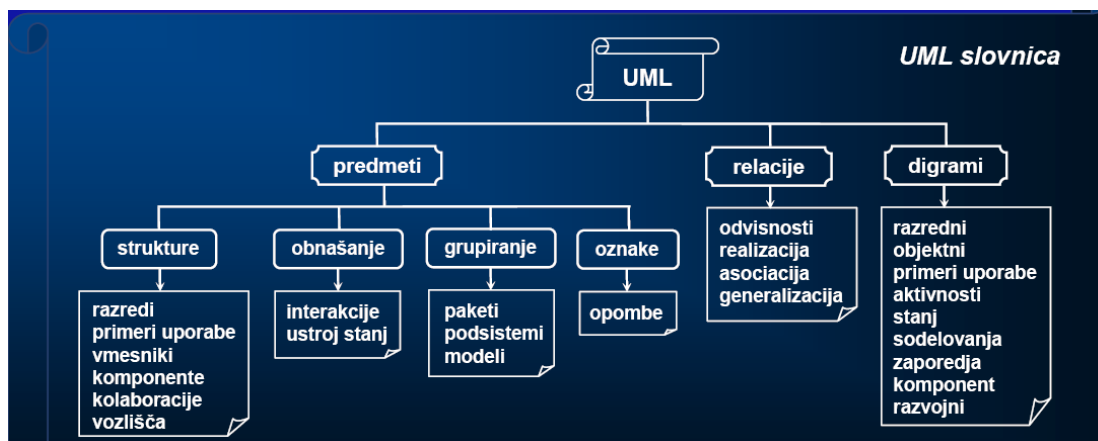 UML slovnica
UML
predmeti
relacije
digrami
strukture
obnašanje
grupiranje
oznake
razredi
primeri uporabe
vmesniki
komponente
kolaboracije
vozlišča
interakcije
ustroj stanj
paketi
podsistemi
modeli
opombe
odvisnosti
realizacija
asociacija
generalizacija
razredni
objektni
primeri uporabe
aktivnosti
stanj
sodelovanja
zaporedja
komponent
razvojni